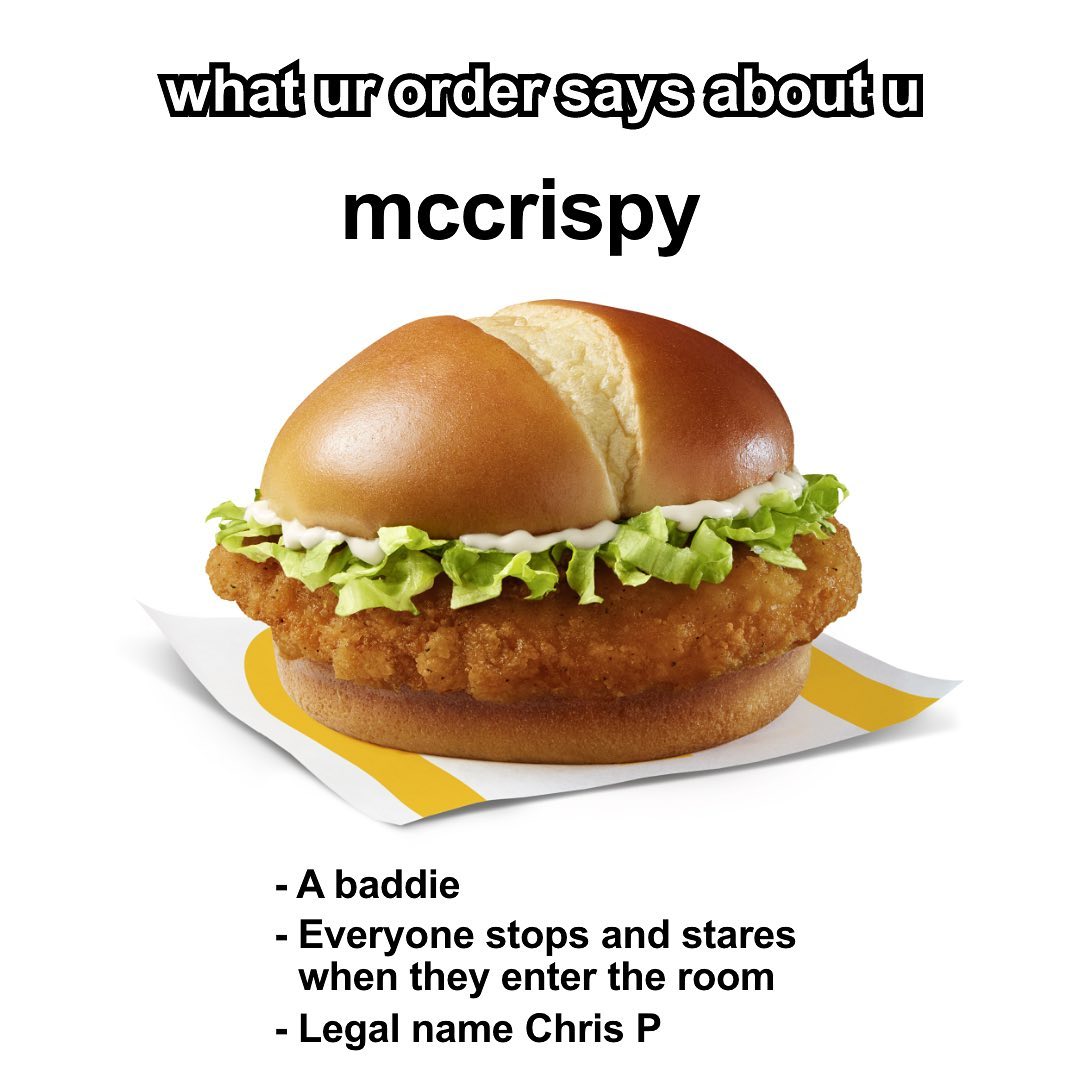 what ur order says about u
mccrispy
- A baddie
- Everyone stops and stares
when they enter the room
- Legal name Chris P